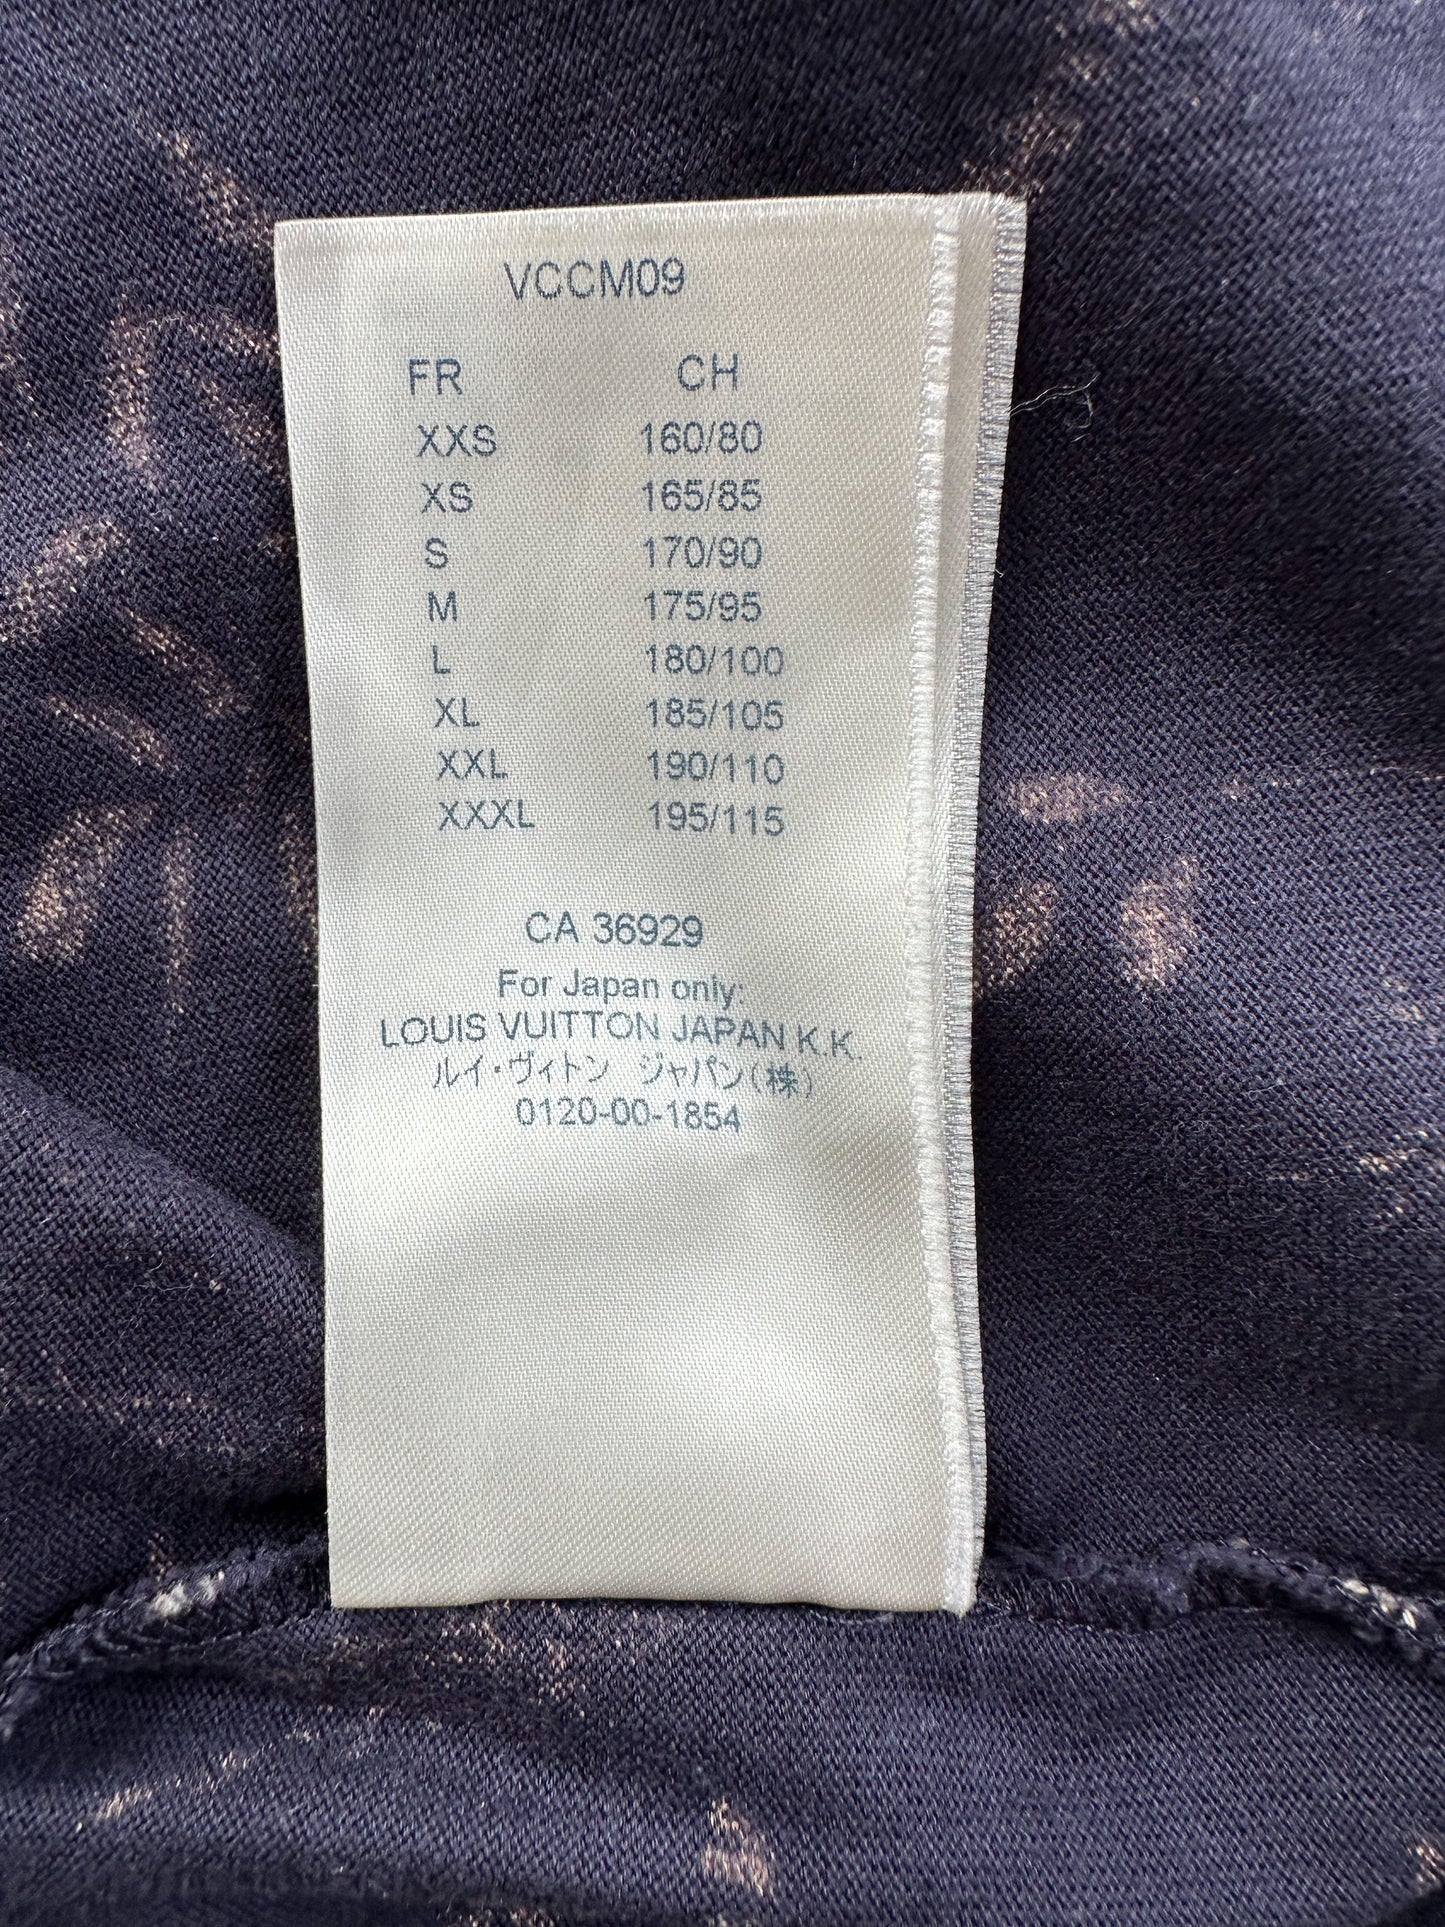 VCCM09
FR CH
XXS 160/80
XS 165/85
S 170/90
M 175/95
L 180/100
XL 185/105
XXL 190/110
XXXL 195/115
CA 36929
For Japan only:
LOUIS VUITTON JAPAN K.K.
ルイ・ヴィトン ジャパン(株)
0120-00-1854